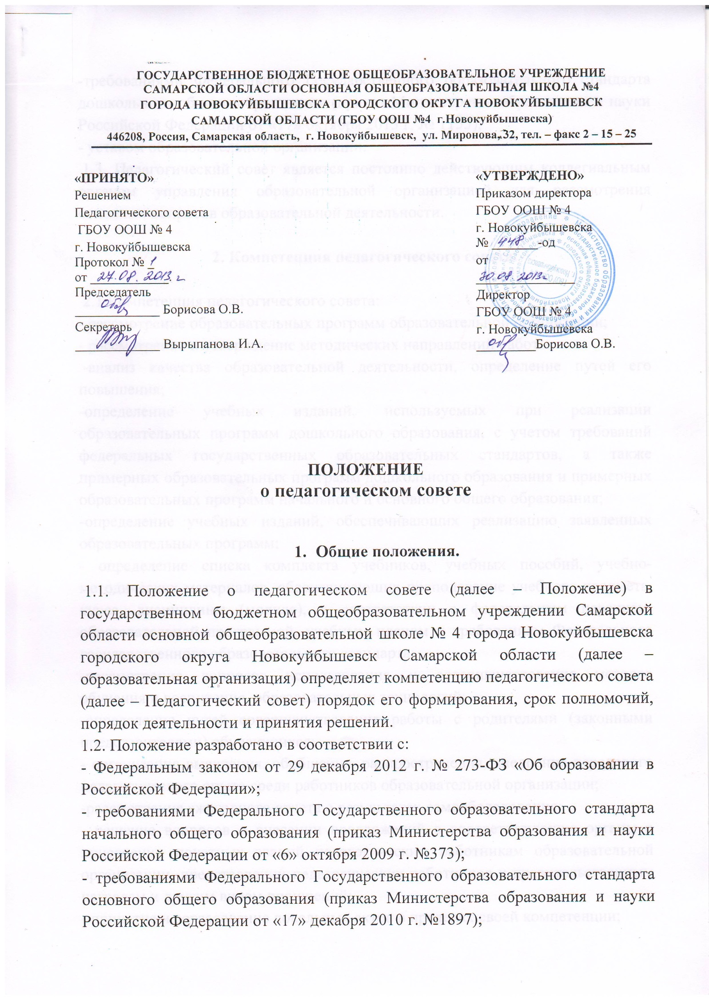 ГОСУДАРСТВЕННОЕ БЮДЖЕТНОЕ ОБЩЕОБРАЗОВАТЕЛЬНОЕ УЧРЕЖДЕНИЕ
САМАРСКОЙ ОБЛАСТИ ОСНОВНАЯ ОБЩЕОБРАЗОВАТЕЛЬНАЯ ШКОЛА №4
ГОРОДА НОВОКУЙБЫШЕВСКА ГОРОДСКОГО ОКРУГА НОВОКУЙБЫШЕВСК
САМАРСКОЙ ОБЛАСТИ (ГБОУ ООШ №4 г.Новокуйбышевска)
446208, Россия, Самарская область, г. Новокуйбышевск, ул. Миронова, 32, тел. – факс 2 – 15 – 25
«ПРИНЯТО»
Решением
Педагогического совета
ГБОУ ООШ № 4
г. Новокуйбышевска
Протокол № 1
от 27.08.2013.г
Председатель
Борисова О.В.
Секретарь
Вырыпанова И.А.
«УТВЕРЖДЕНО»
Приказом директора
ГБОУ ООШ № 4
г. Новокуйбышевска
№ 448-од
от
30.08.2013г
Директор
ГБОУ ООШ № 4
г. Новокуйбышевска
Борисова О.В.
ПОЛОЖЕНИЕ
о педагогическом совете
1. Общие положения.
1.1. Положение о педагогическом совете (далее – Положение) в
государственном бюджетном общеобразовательном учреждении Самарской
области основной общеобразовательной школе № 4 города Новокуйбышевска
городского округа Новокуйбышевск Самарской области (далее –
образовательная организация) определяет компетенцию педагогического совета
(далее – Педагогический совет) порядок его формирования, срок полномочий,
порядок деятельности и принятия решений.
1.2. Положение разработано в соответствии с:
- Федеральным законом от 29 декабря 2012 г. № 273-ФЗ «Об образовании в
Российской Федерации»;
- требованиями Федерального Государственного образовательного стандарта
начального общего образования (приказ Министерства образования и науки
Российской Федерации от «6» октября 2009 г. №373);
- требованиями Федерального Государственного образовательного стандарта
основного общего образования (приказ Министерства образования и науки
Российской Федерации от «17» декабря 2010 г. №1897);